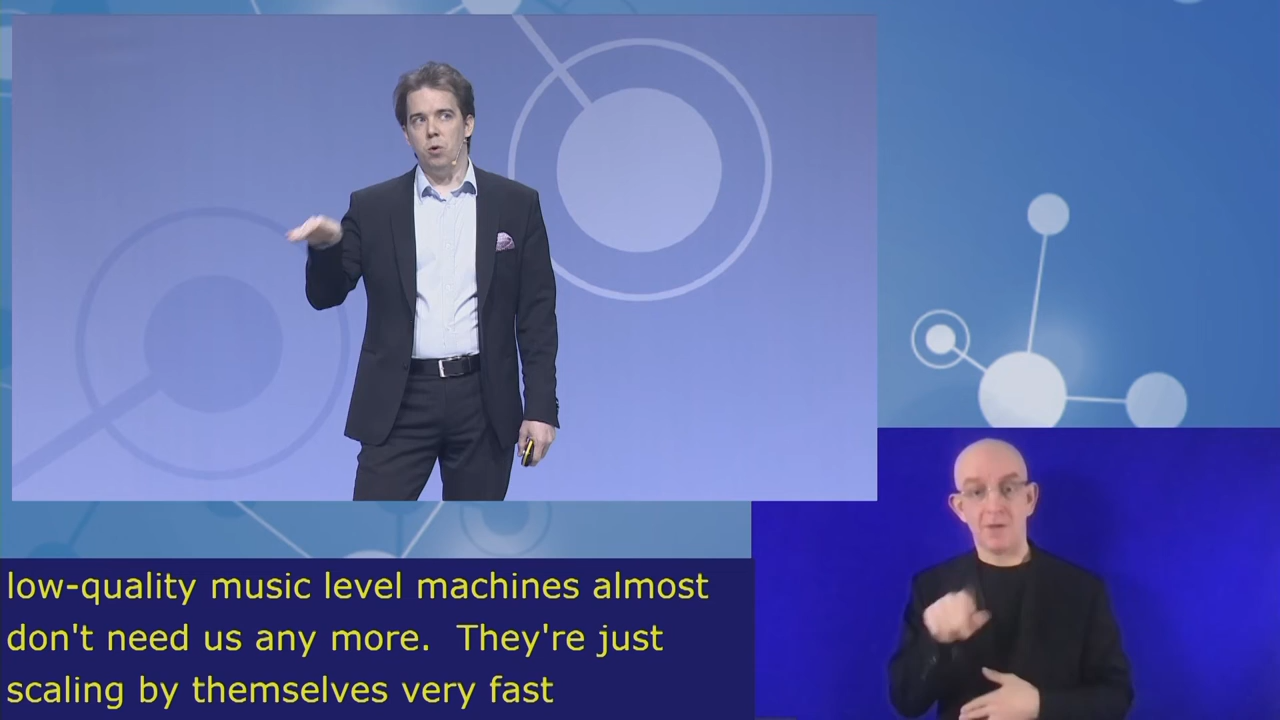 low-quality music level machines almost
don't need us any more.  They're just
scaling by themselves very fast